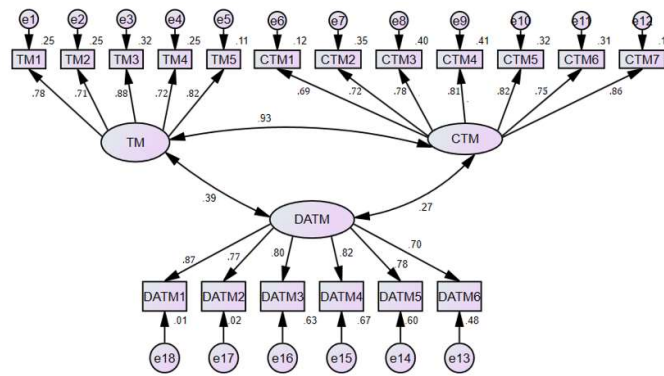 e1 e2 e3 e4 e5 e6 e7 e8 e9 e10 e11 e12
.25 .25 .32 .25 .11 .12 .35 .40 .41 .32 .31
TM1 TM2 TM3 TM4 TM5 CTM1 CTM2 CTM3 CTM4 CTM5 CTM6 CTM7
.78 .71 .88 .72 .82 .69 .72 .78 .81 .82 .75 .86
.93
TM CTM
.39 .27
DATM
.87 .77 .80 .82 .78 .70
DATM1 DATM2 DATM3 DATM4 DATM5 DATM6
.01 .02 .63 .67 .60 .48
e18 e17 e16 e15 e14 e13